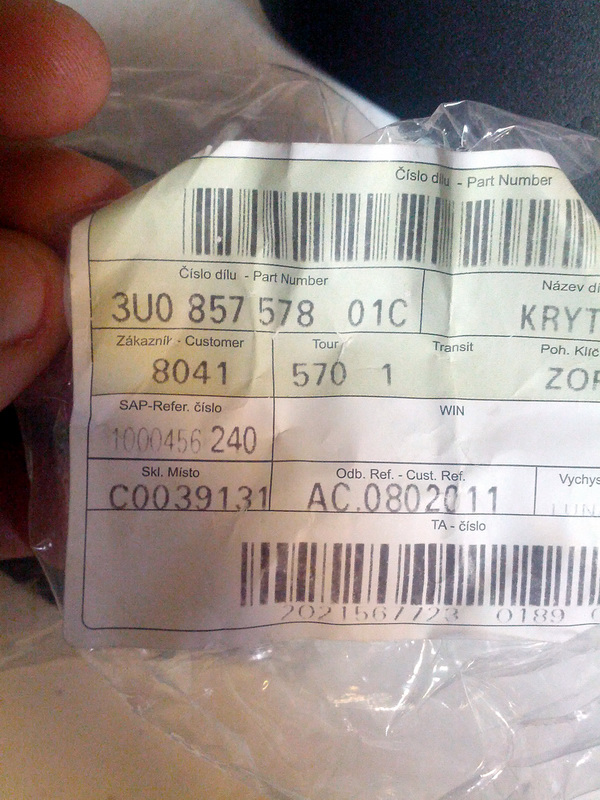 Číslo dílu - Part Number
Číslo dílu - Part Number
Název dí
3U0 857 578 01C
KRYT
Zákazník - Customer
Tour
Transit
Poh. Klíč
8041
570 1
ZOF
SAP-Refer. číslo
WIN
1000456 240
Skl. Místo
Odb. Ref. - Cust. Ref.
Vychys
C0039131
AC.0802011
TA - číslo
2021567723 0189